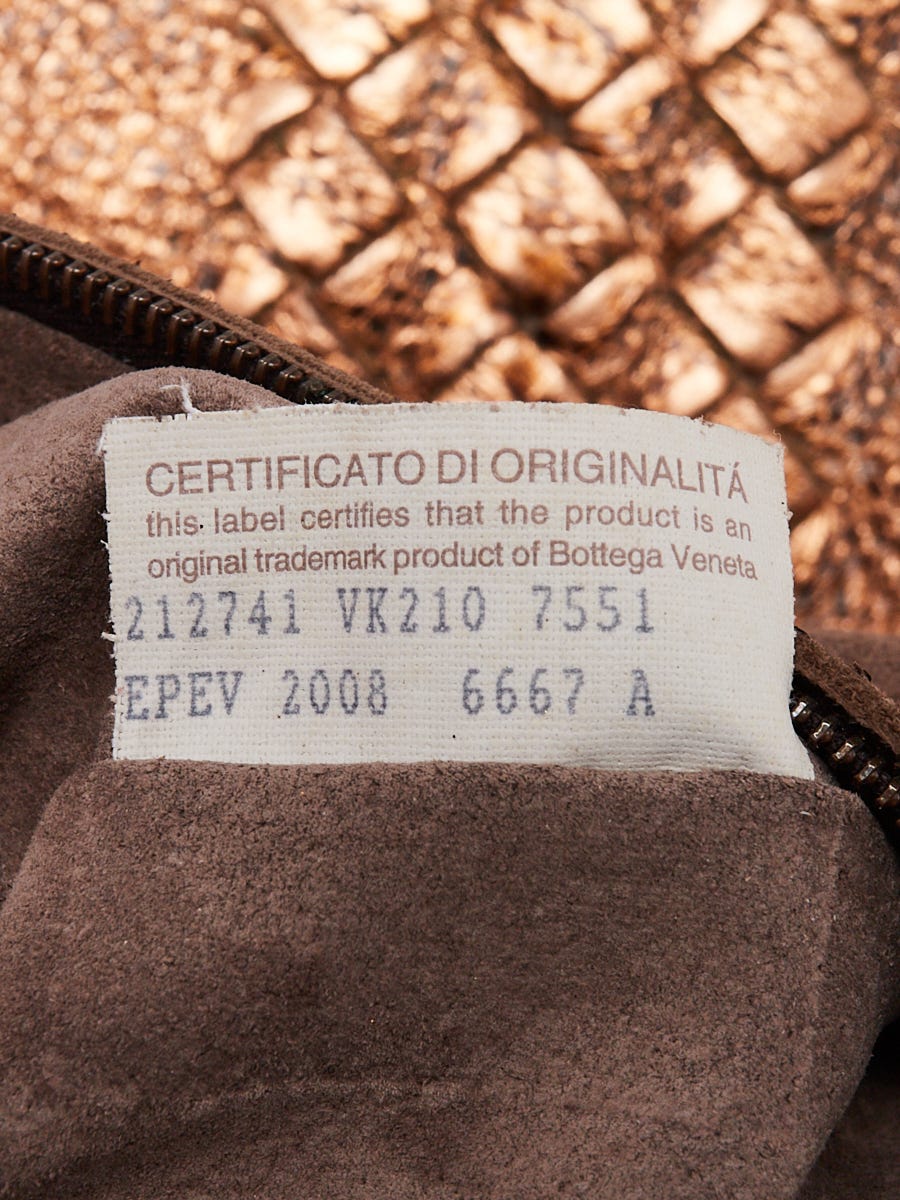 CERTIFICATO DI ORIGINALITÁ
this label certifies that the product is an
original trademark product of Bottega Veneta
212741 VK210 7551
EPEV 2008 6667 A